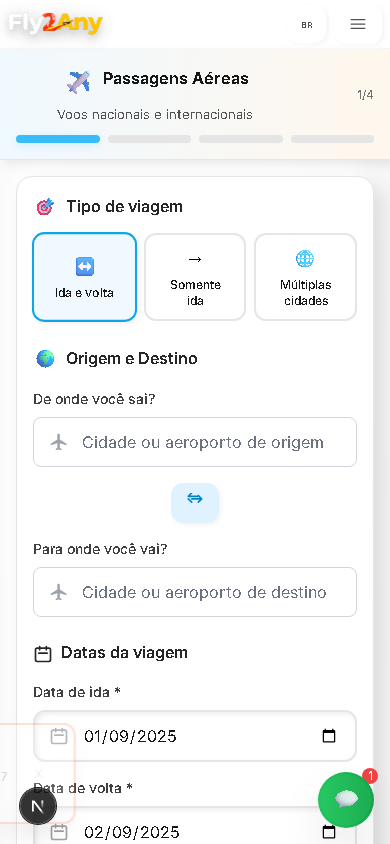 Fly2Any
BR
Passagens Aéreas
Voos nacionais e internacionais
1/4
Tipo de viagem
Ida e volta
Somente
ida
Múltiplas
cidades
Origem e Destino
De onde você sai?
Cidade ou aeroporto de origem
Para onde você vai?
Cidade ou aeroporto de destino
Datas da viagem
Data de ida *
01/09/2025
7
Data de volta *
1
N
02/09/2025